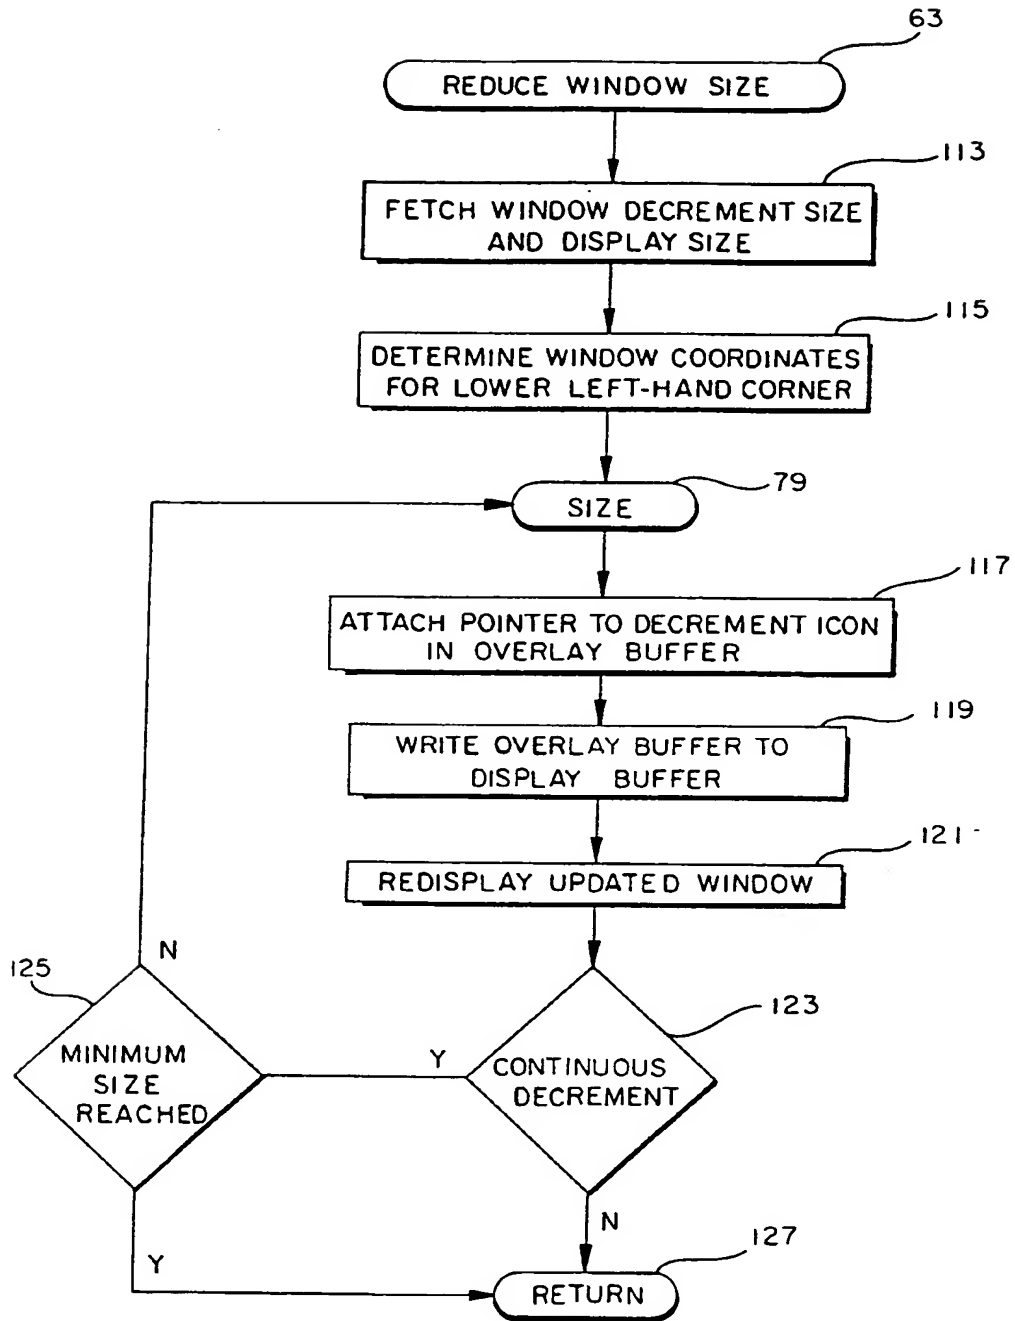 63
REDUCE WINDOW SIZE
113
FETCH WINDOW DECREMENT SIZE
AND DISPLAY SIZE
115
DETERMINE WINDOW COORDINATES
FOR LOWER LEFT-HAND CORNER
79
SIZE
117
ATTACH POINTER TO DECREMENT ICON
IN OVERLAY BUFFER
119
WRITE OVERLAY BUFFER TO
DISPLAY BUFFER
121
REDISPLAY UPDATED WINDOW
N
125
123
MINIMUM
SIZE
REACHED
Y
CONTINUOUS
DECREMENT
N
127
Y
RETURN